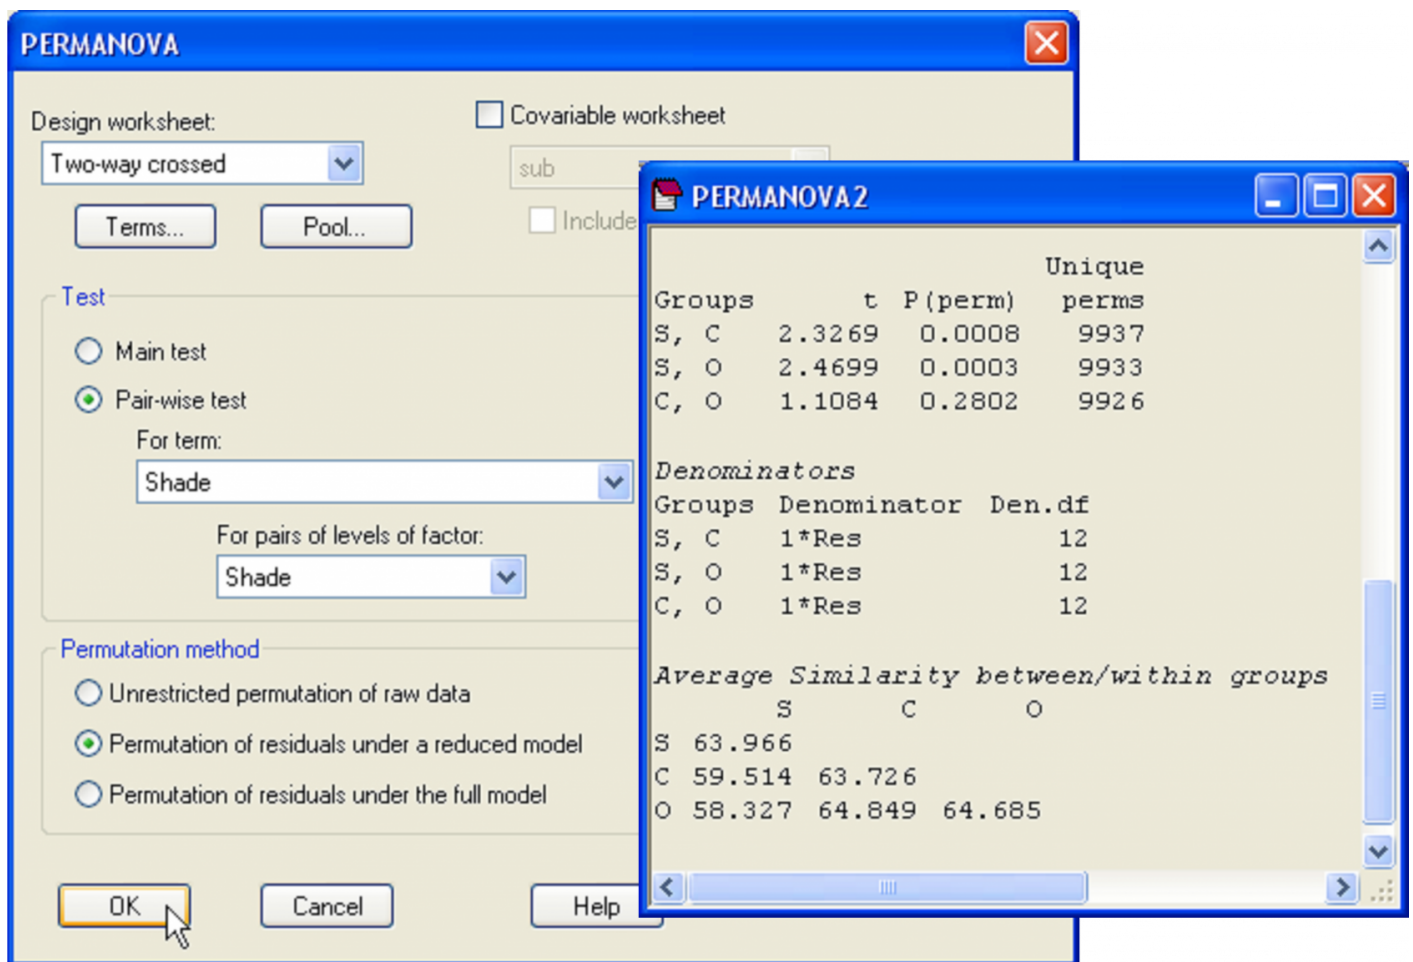 PERMANOVA
Design worksheet:
Covariable worksheet
Two-way crossed
sub
Terms...
Pool...
Include
Test
Main test
Pair-wise test
For term:
Shade
For pairs of levels of factor:
Shade
Permutation method
Unrestricted permutation of raw data
Permutation of residuals under a reduced model
Permutation of residuals under the full model
OK
Cancel
Help
PERMANOVA2
Unique
Groups t P(perm) perms
S, C 2.3269 0.0008 9937
S, O 2.4699 0.0003 9933
C, O 1.1084 0.2802 9926
Denominators
Groups Denominator Den.df
S, C 1*Res 12
S, O 1*Res 12
C, O 1*Res 12
Average Similarity between/within groups
S C O
S 63.966
C 59.514 63.726
O 58.327 64.849 64.685